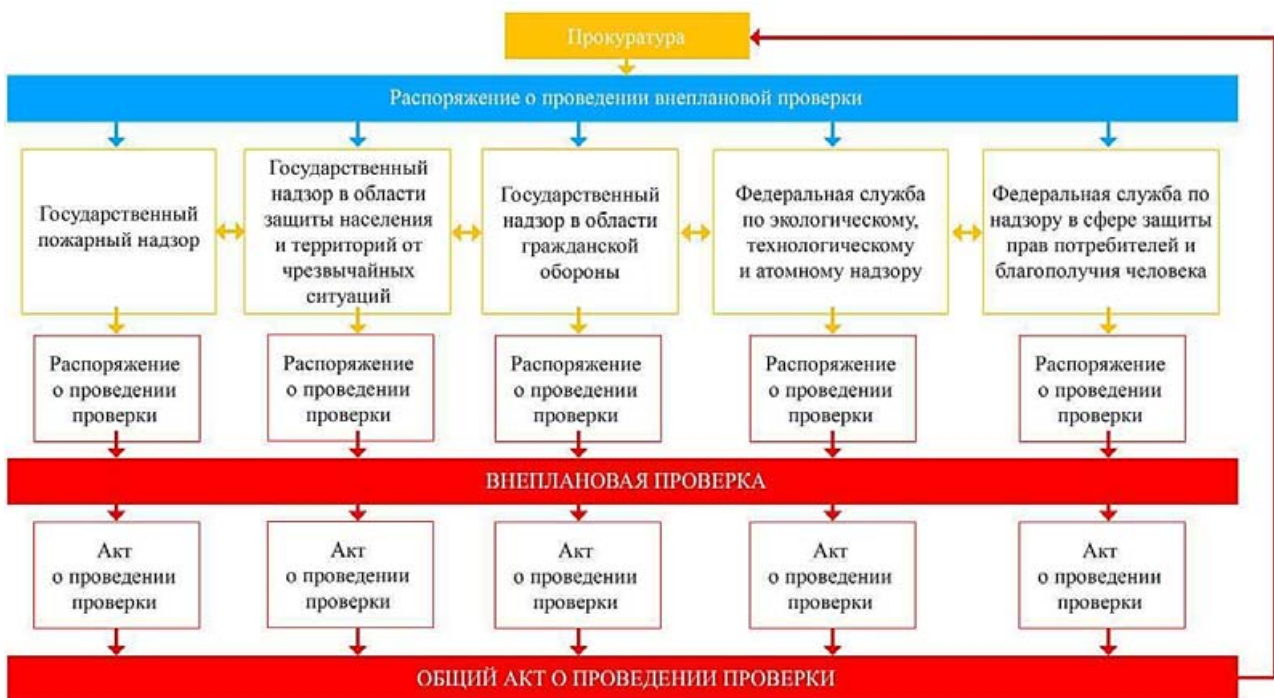 Прокуратура
Распоряжение о проведении внеплановой проверки
Государственный
пожарный надзор
Государственный
надзор в области
защиты населения
и территорий от
чрезвычайных
ситуаций
Государственный
надзор в области
гражданской
обороны
Федеральная служба
по экологическому,
технологическому
и атомному надзору
Федеральная служба по
надзору в сфере защиты
прав потребителей и
благополучия человека
Распоряжение
о проведении
проверки
Распоряжение
о проведении
проверки
Распоряжение
о проведении
проверки
Распоряжение
о проведении
проверки
Распоряжение
о проведении
проверки
ВНЕПЛАНОВАЯ ПРОВЕРКА
Акт
о проведении
проверки
Акт
о проведении
проверки
Акт
о проведении
проверки
Акт
о проведении
проверки
Акт
о проведении
проверки
ОБЩИЙ АКТ О ПРОВЕДЕНИИ ПРОВЕРКИ